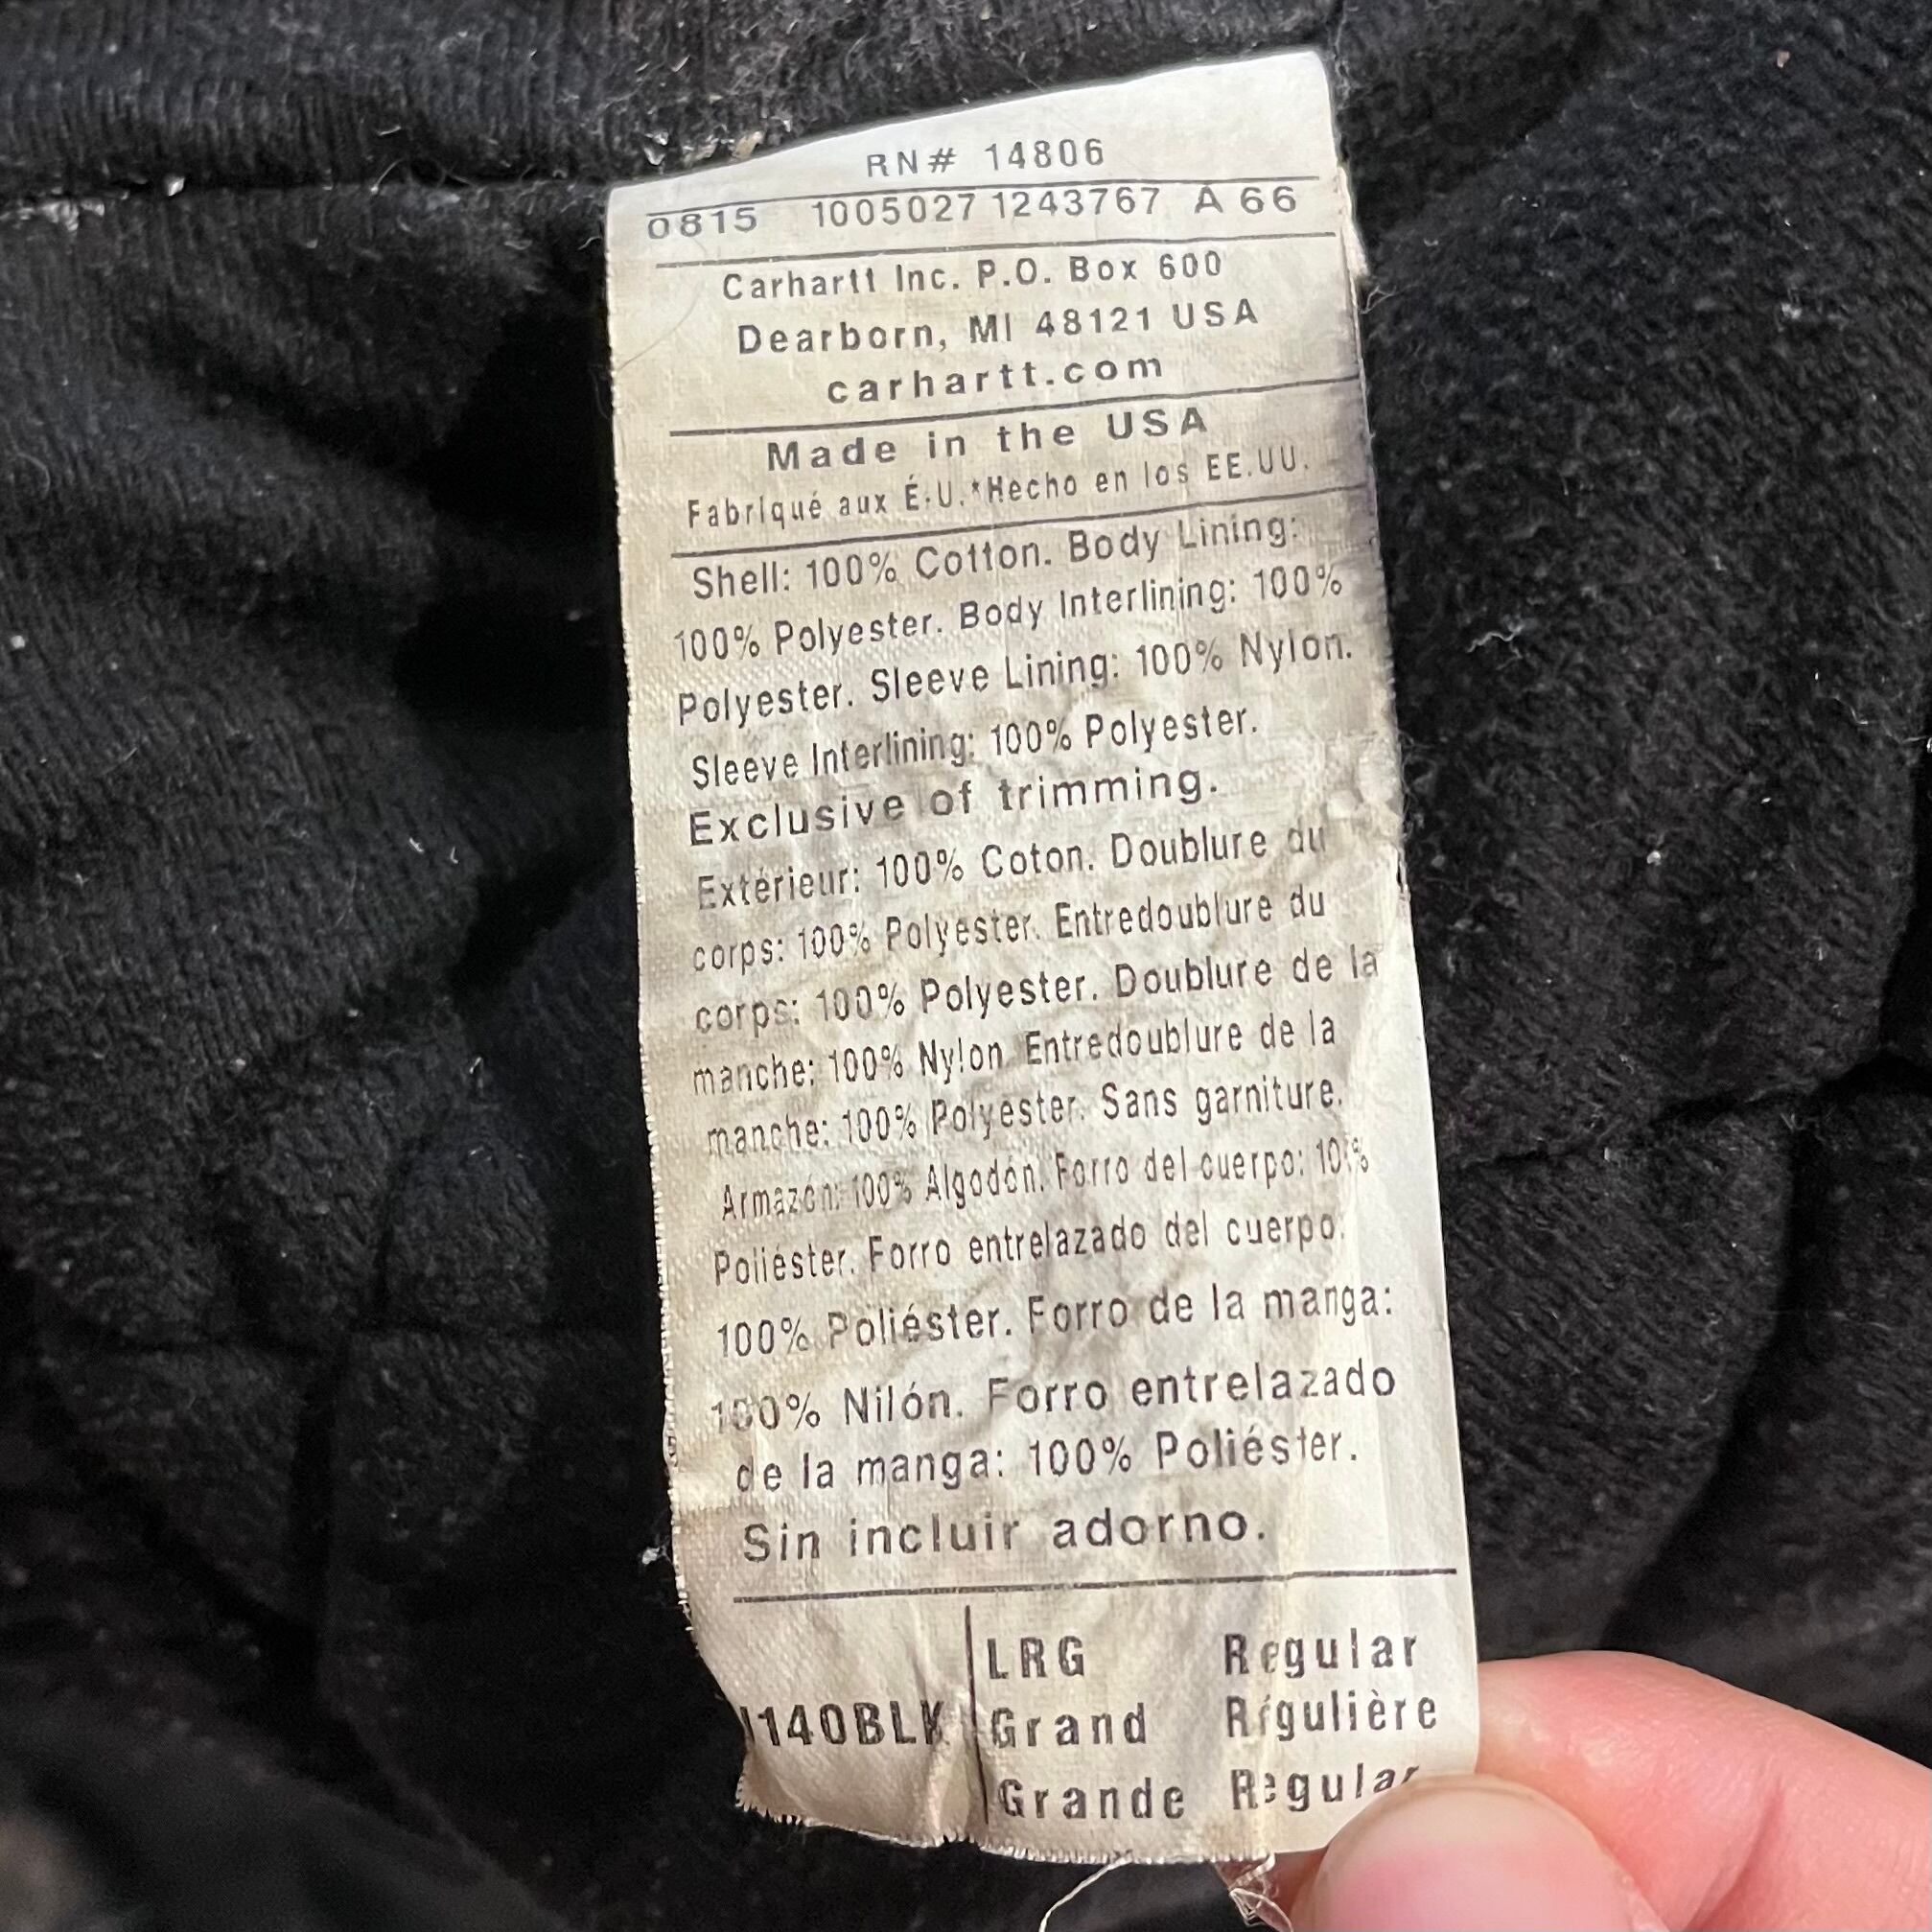 RN# 14806
0815 1005027 1243767 A 66
Carhartt Inc. P.O. Box 600
Dearborn, MI 48121 USA
carhartt.com
Made in the USA
Fabriqué aux É.U.*Hecho en los EE.UU.
Shell: 100% Cotton. Body Lining:
100% Polyester. Body Interlining: 100%
Polyester. Sleeve Lining: 100% Nylon.
Sleeve Interlining: 100% Polyester.
Exclusive of trimming.
Extérieur: 100% Coton. Doublure du
corps: 100% Polyester. Entredoublure du
corps: 100% Polyester. Doublure de la
manche: 100% Nylon. Entredoublure de la
manche: 100% Polyester. Sans garniture.
Armazón: 100% Algodón. Forro del cuerpo: 100%
Poliéster. Forro entrelazado del cuerpo.
100% Poliéster. Forro de la manga:
100% Nilón. Forro entrelazado
de la manga: 100% Poliéster.
Sin incluir adorno.
LRG Regular
J140BLK Grand Régulière
Grande Regular